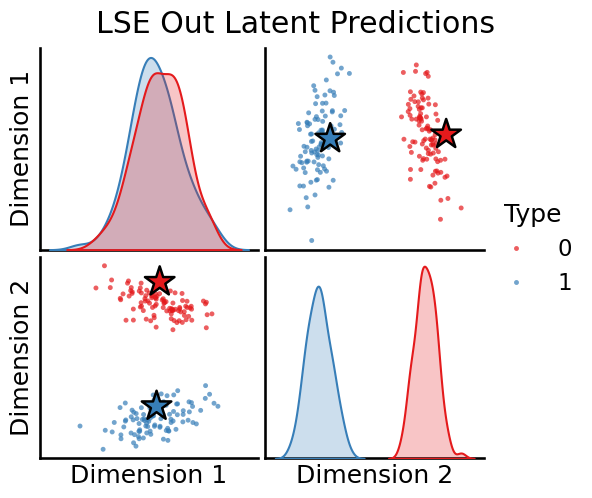 LSE Out Latent Predictions
Dimension 1
Dimension 2
Dimension 1
Dimension 2
Type
0
1